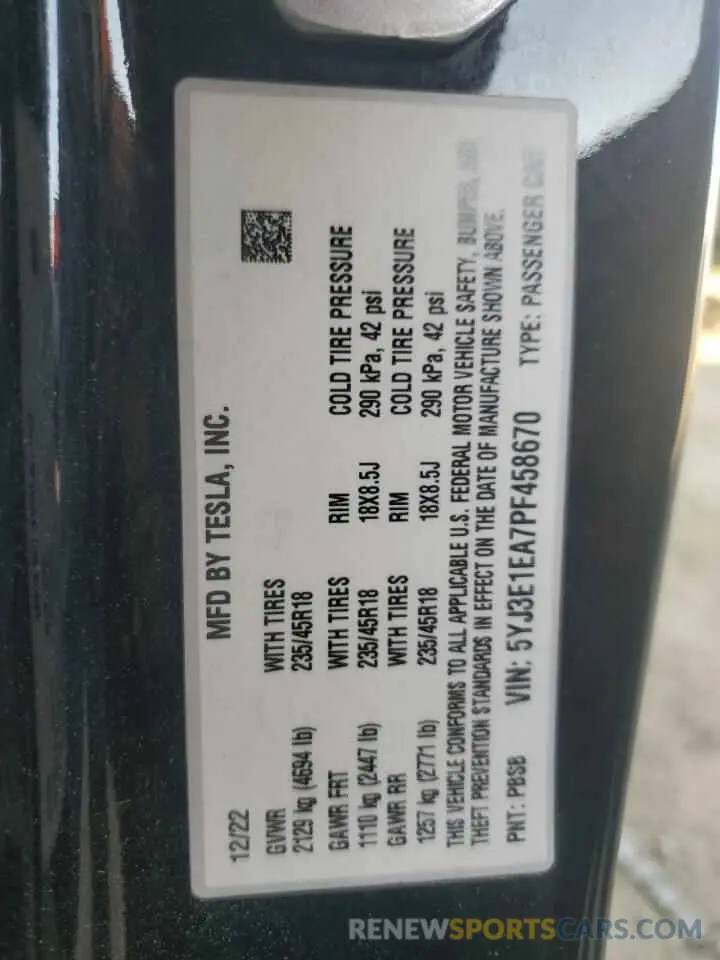 MFD BY TESLA, INC.
12/22
GVWR WITH TIRES
2129 kg (4694 lb) 235/45R18
GAWR FRT WITH TIRES RIM COLD TIRE PRESSURE
1110 kg (2447 lb) 235/45R18 18X8.5J 290 kPa, 42 psi
GAWR RR WITH TIRES RIM COLD TIRE PRESSURE
1257 kg (2771 lb) 235/45R18 18X8.5J 290 kPa, 42 psi
THIS VEHICLE CONFORMS TO ALL APPLICABLE U.S. FEDERAL MOTOR VEHICLE SAFETY, BUMPER, AND
THEFT PREVENTION STANDARDS IN EFFECT ON THE DATE OF MANUFACTURE SHOWN ABOVE.
PNT: PBSB VIN: 5YJ3E1EA7PF458670 TYPE: PASSENGER CAR
RENEWSPORTSCARS.COM